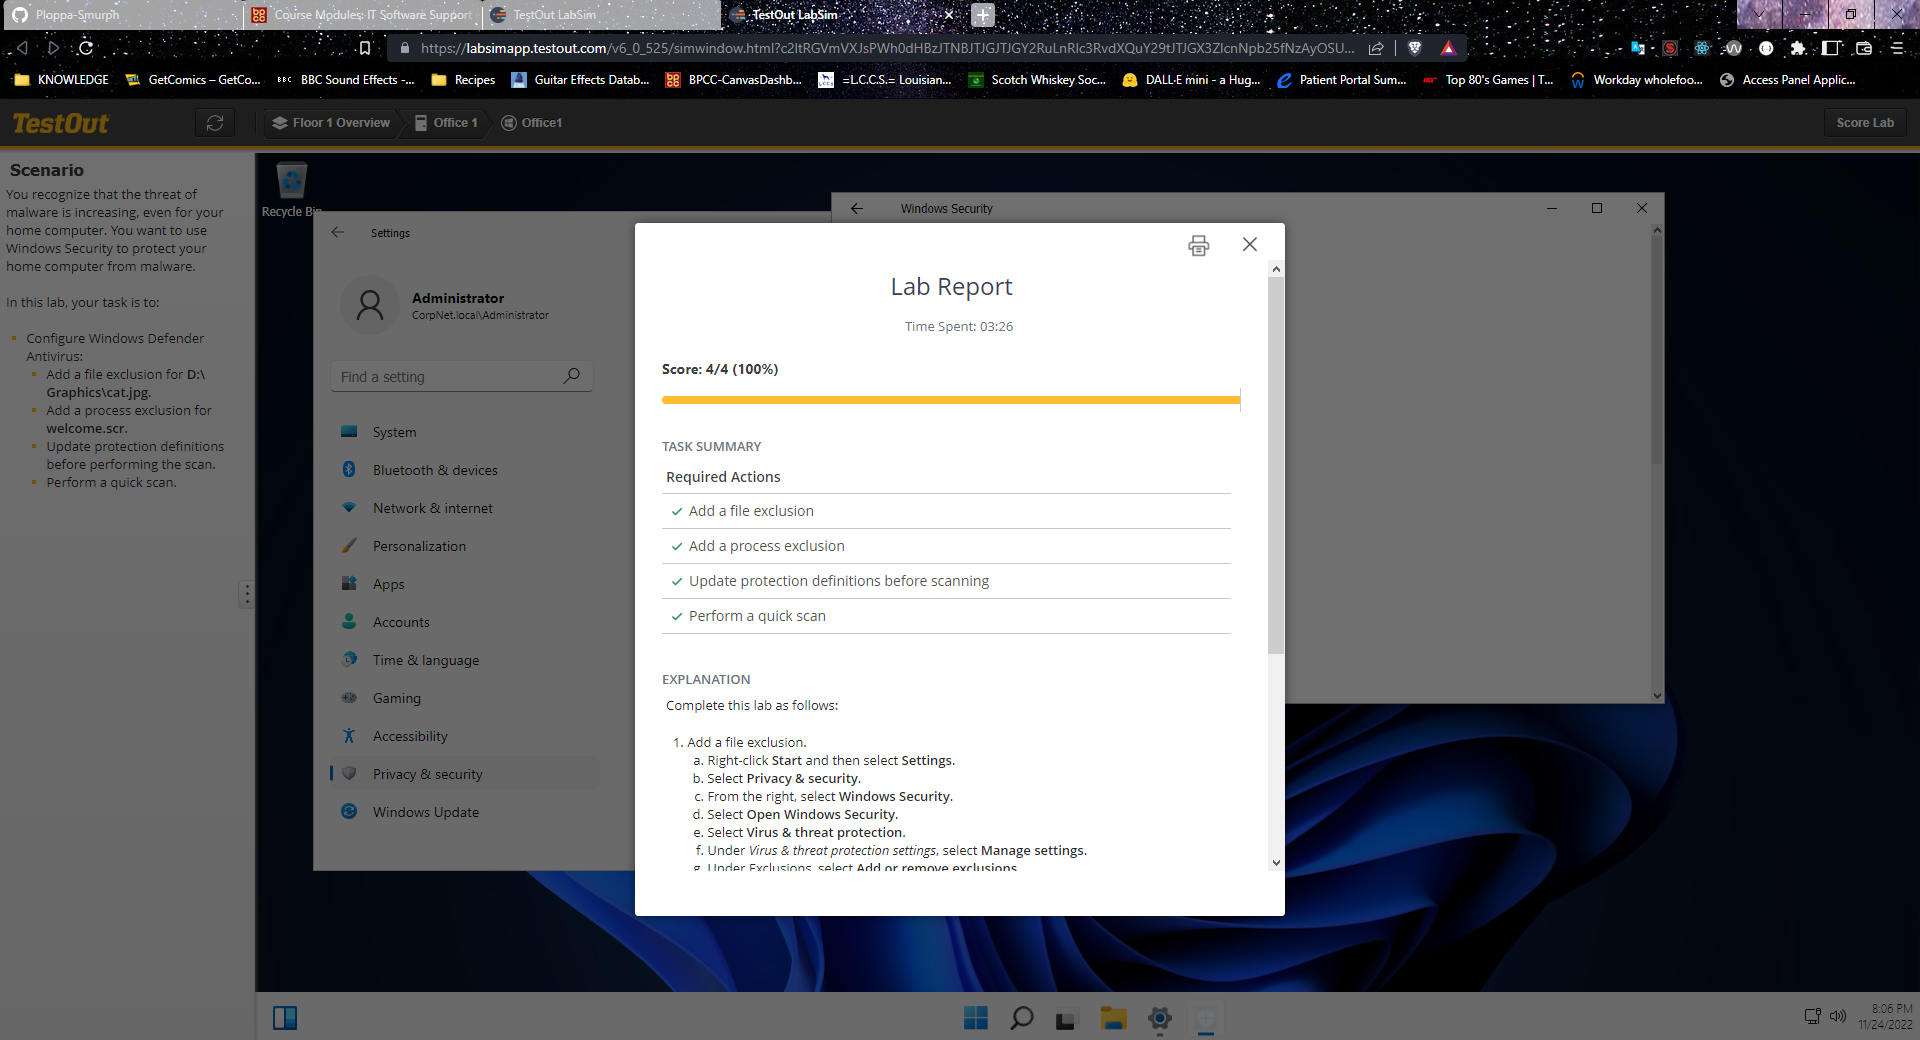 Ploppa-Smurph
Course Modules: IT Software Support
TestOut LabSim
TestOut LabSim
KNOWLEDGE
GetComics – GetCo...
BBC Sound Effects -...
Recipes
Guitar Effects Datab...
BPCC-CanvasDashb...
=L.C.C.S.= Louisian...
Scotch Whiskey Soc...
DALL·E mini - a Hug...
Patient Portal Sum...
Top 80's Games | T...
Workday wholefoo...
Access Panel Applic...
TestOut
Floor 1 Overview
Office 1
Office1
Score Lab
Scenario
You recognize that the threat of
malware is increasing, even for your
home computer. You want to use
Windows Security to protect your
home computer from malware.
In this lab, your task is to:
Configure Windows Defender
Antivirus:
Add a file exclusion for D:\
Graphics\cat.jpg.
Add a process exclusion for
welcome.scr.
Update protection definitions
before performing the scan.
Perform a quick scan.
Recycle Bin
Settings
Administrator
CorpNet.local\Administrator
Find a setting
System
Bluetooth & devices
Network & internet
Personalization
Apps
Accounts
Time & language
Gaming
Accessibility
Privacy & security
Windows Update
Windows Security
Lab Report
Time Spent: 03:26
Score: 4/4 (100%)
TASK SUMMARY
Required Actions
Add a file exclusion
Add a process exclusion
Update protection definitions before scanning
Perform a quick scan
EXPLANATION
Complete this lab as follows:
1. Add a file exclusion.
a. Right-click Start and then select Settings.
b. Select Privacy & security.
c. From the right, select Windows Security.
d. Select Open Windows Security.
e. Select Virus & threat protection.
f. Under Virus & threat protection settings, select Manage settings.
g. Under Exclusions, select Add or remove exclusions.
8:06 PM
11/24/2022